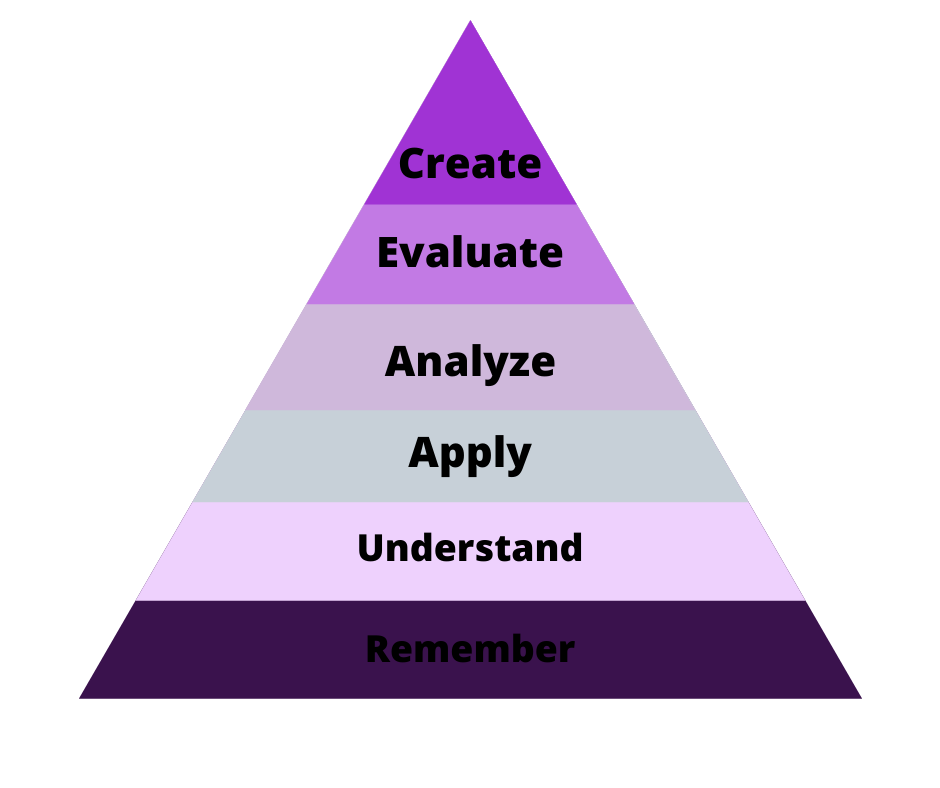 Create
Evaluate
Analyze
Apply
Understand
Remember